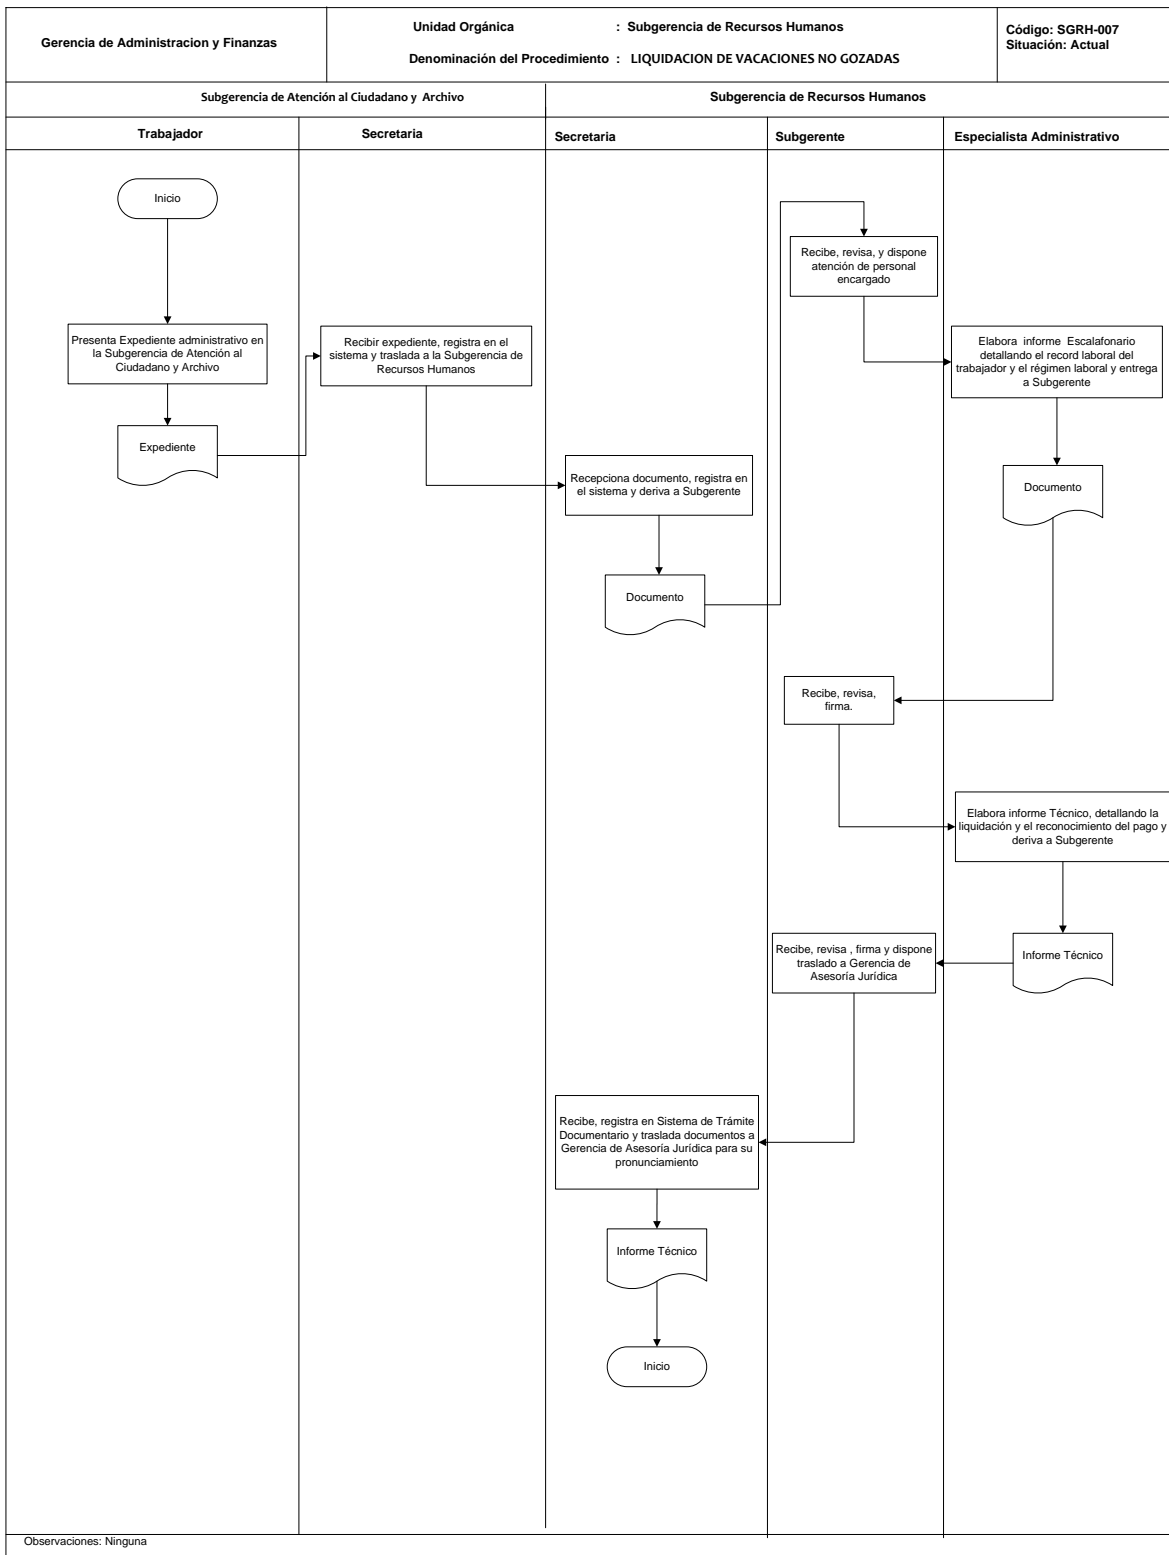 Gerencia de Administracion y Finanzas
Unidad Orgánica : Subgerencia de Recursos Humanos
Denominación del Procedimiento : LIQUIDACION DE VACACIONES NO GOZADAS
Código: SGRH-007
Situación: Actual
Subgerencia de Atención al Ciudadano y Archivo
Subgerencia de Recursos Humanos
Trabajador
Secretaria
Secretaria
Subgerente
Especialista Administrativo
Inicio
Recibe, revisa, y dispone
atención de personal
encargado
Presenta Expediente administrativo en
la Subgerencia de Atención al
Ciudadano y Archivo
Recibir expediente, registra en el
sistema y traslada a la Subgerencia de
Recursos Humanos
Elabora informe Escalafonario
detallando el record laboral del
trabajador y el régimen laboral y entrega
a Subgerente
Expediente
Recepciona documento, registra en
el sistema y deriva a Subgerente
Documento
Documento
Recibe, revisa,
firma.
Elabora informe Técnico, detallando la
liquidación y el reconocimiento del pago y
deriva a Subgerente
Recibe, revisa , firma y dispone
traslado a Gerencia de
Asesoría Jurídica
Informe Técnico
Recibe, registra en Sistema de Trámite
Documentario y traslada documentos a
Gerencia de Asesoría Jurídica para su
pronunciamiento
Informe Técnico
Inicio
Observaciones: Ninguna